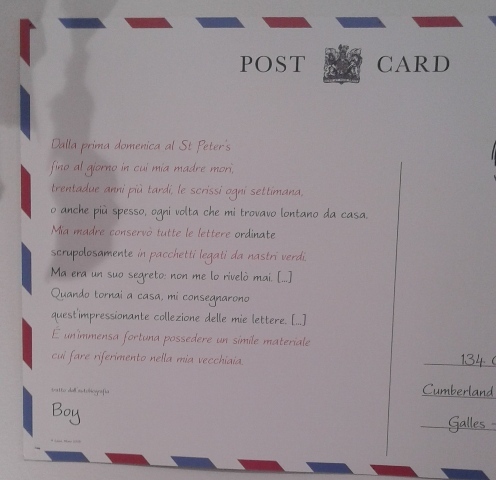 POST CARD
Dalla prima domenica al St Peter's
fino al giorno in cui mia madre morì,
trentadue anni più tardi, le scrissi ogni settimana,
o anche più spesso, ogni volta che mi trovavo lontano da casa.
Mia madre conservò tutte le lettere ordinate
scrupolosamente in pacchetti legati da nastri verdi.
Ma era un suo segreto: non me lo rivelò mai. [...]
Quando tornai a casa, mi consegnarono
quest'impressionante collezione delle mie lettere. [...]
È un'immensa fortuna possedere un simile materiale
cui fare riferimento nella mia vecchiaia.
tratto dall'autobiografia
Boy
134
Cumberland
Galles -